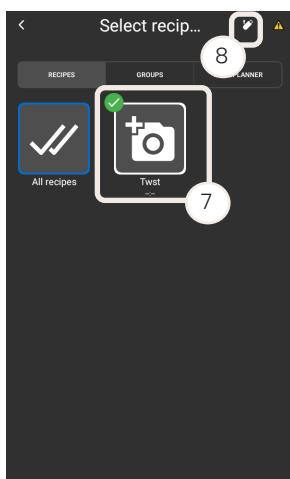 Select recip...
8
RECIPES
GROUPS
PLANNER
All recipes
Twst
--:--
7